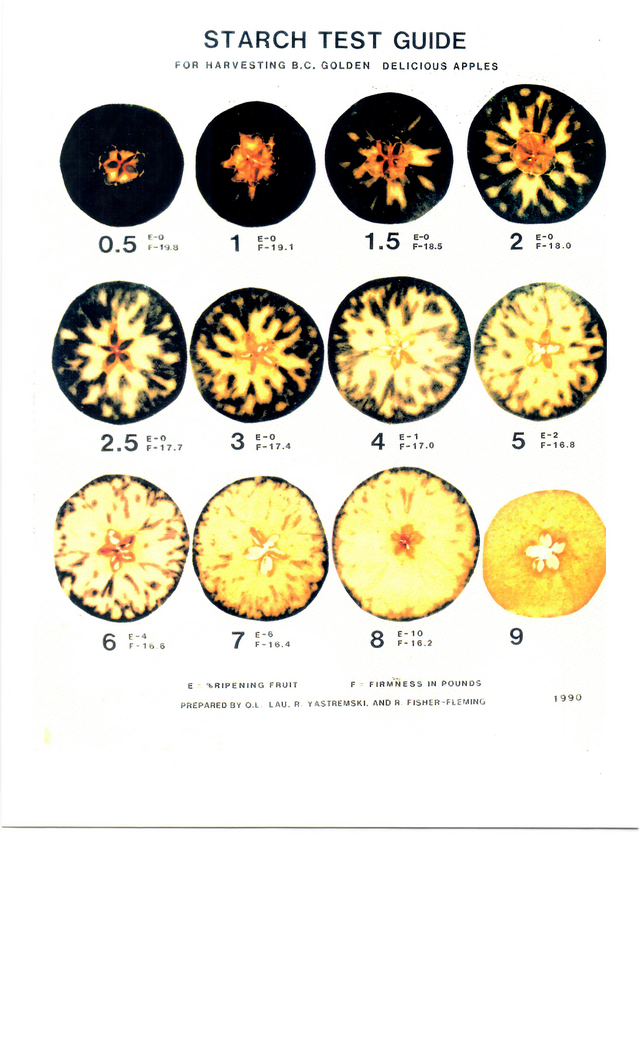 STARCH TEST GUIDE
FOR HARVESTING B.C. GOLDEN DELICIOUS APPLES
0.5 E-0 F-19.8
1 E-0 F-19.1
1.5 E-0 F-18.5
2 E-0 F-18.0
2.5 E-0 F-17.7
3 E-0 F-17.4
4 E-1 F-17.0
5 E-2 F-16.8
6 E-4 F-16.6
7 E-6 F-16.4
8 E-10 F-16.2
9
E = %RIPENING FRUIT F = FIRMNESS IN POUNDS
PREPARED BY O.L. LAU, R. YASTREMSKI, AND R. FISHER-FLEMING 1990